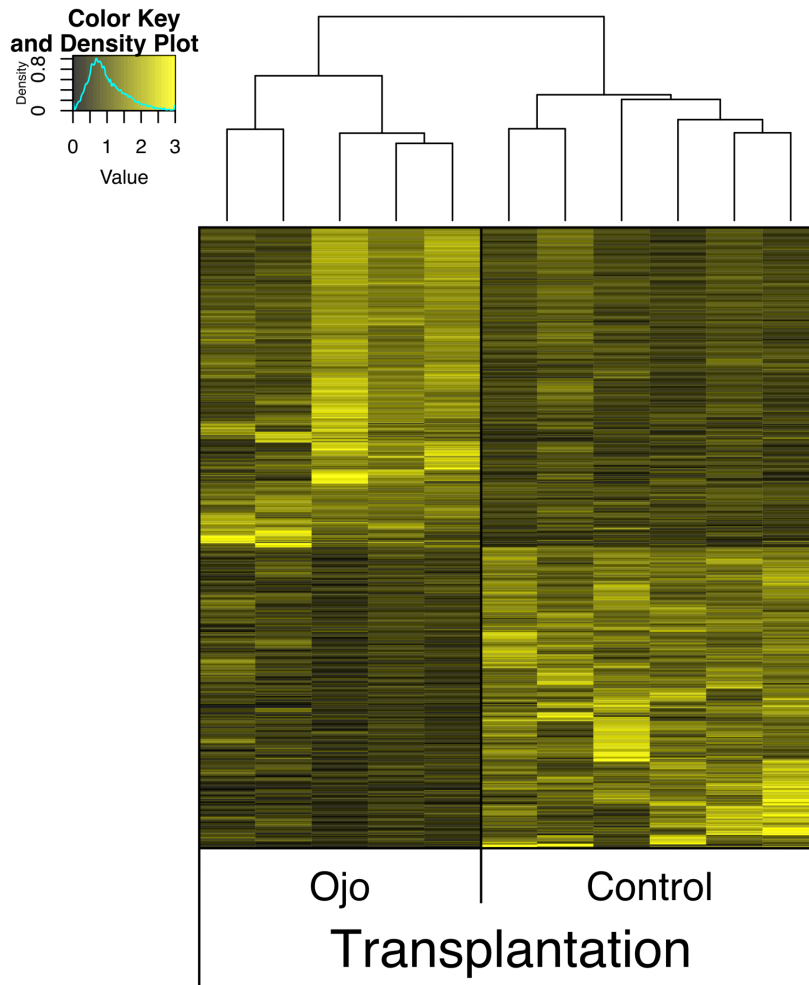 Color Key
and Density Plot
Density
0 0.8
0 1 2 3
Value
Ojo Control
Transplantation